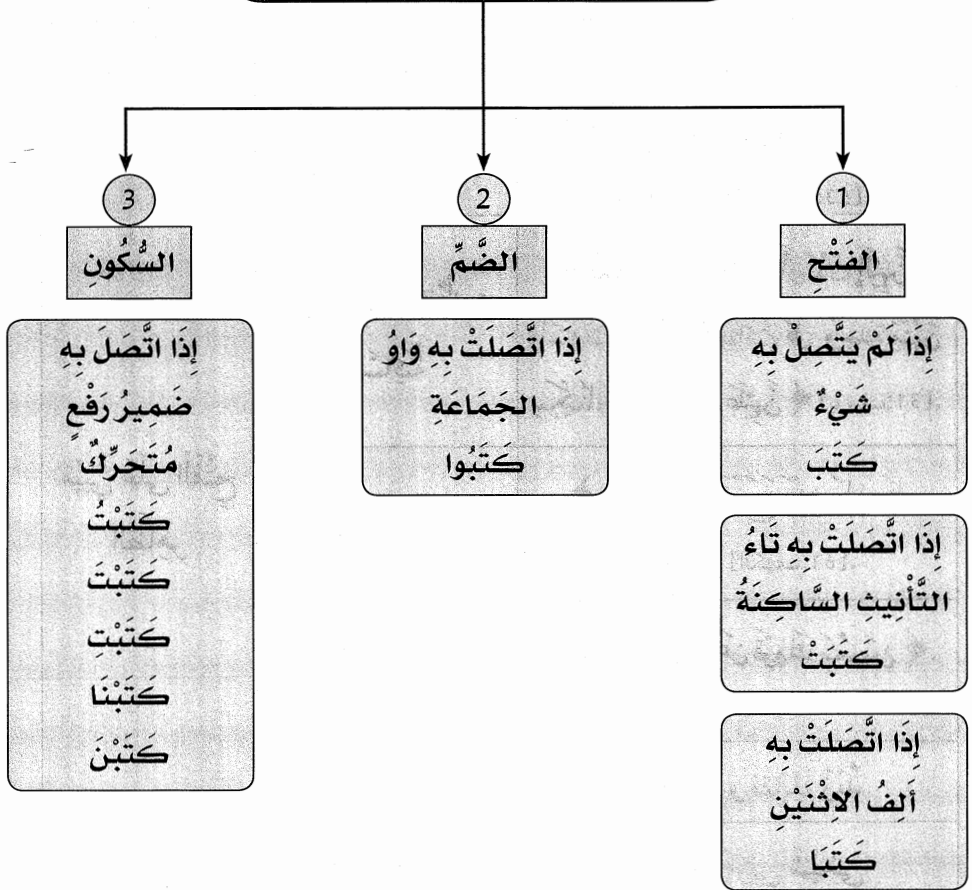 1
الفَتْحِ
إِذَا لَمْ يَتَّصِلْ بِهِ
شَيْءٌ
كَتَبَ
إِذَا اتَّصَلَتْ بِهِ تَاءُ
التَّأْنِيثِ السَّاكِنَةُ
كَتَبَتْ
إِذَا اتَّصَلَتْ بِهِ
أَلِفُ الاِثْنَيْنِ
كَتَبَا
2
الضَّمِّ
إِذَا اتَّصَلَتْ بِهِ وَاوُ
الجَمَاعَةِ
كَتَبُوا
3
السُّكُونِ
إِذَا اتَّصَلَ بِهِ
ضَمِيرُ رَفْعٍ
مُتَحَرِّكٌ
كَتَبْتُ
كَتَبْتَ
كَتَبْتِ
كَتَبْنَا
كَتَبْنَ